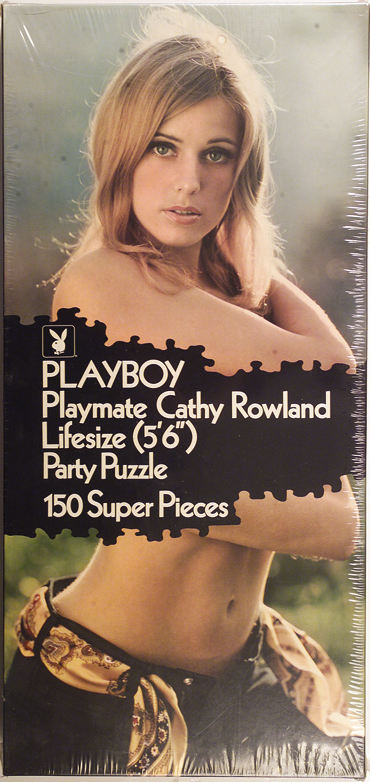 PLAYBOY
Playmate Cathy Rowland
Lifesize (5'6")
Party Puzzle
150 Super Pieces